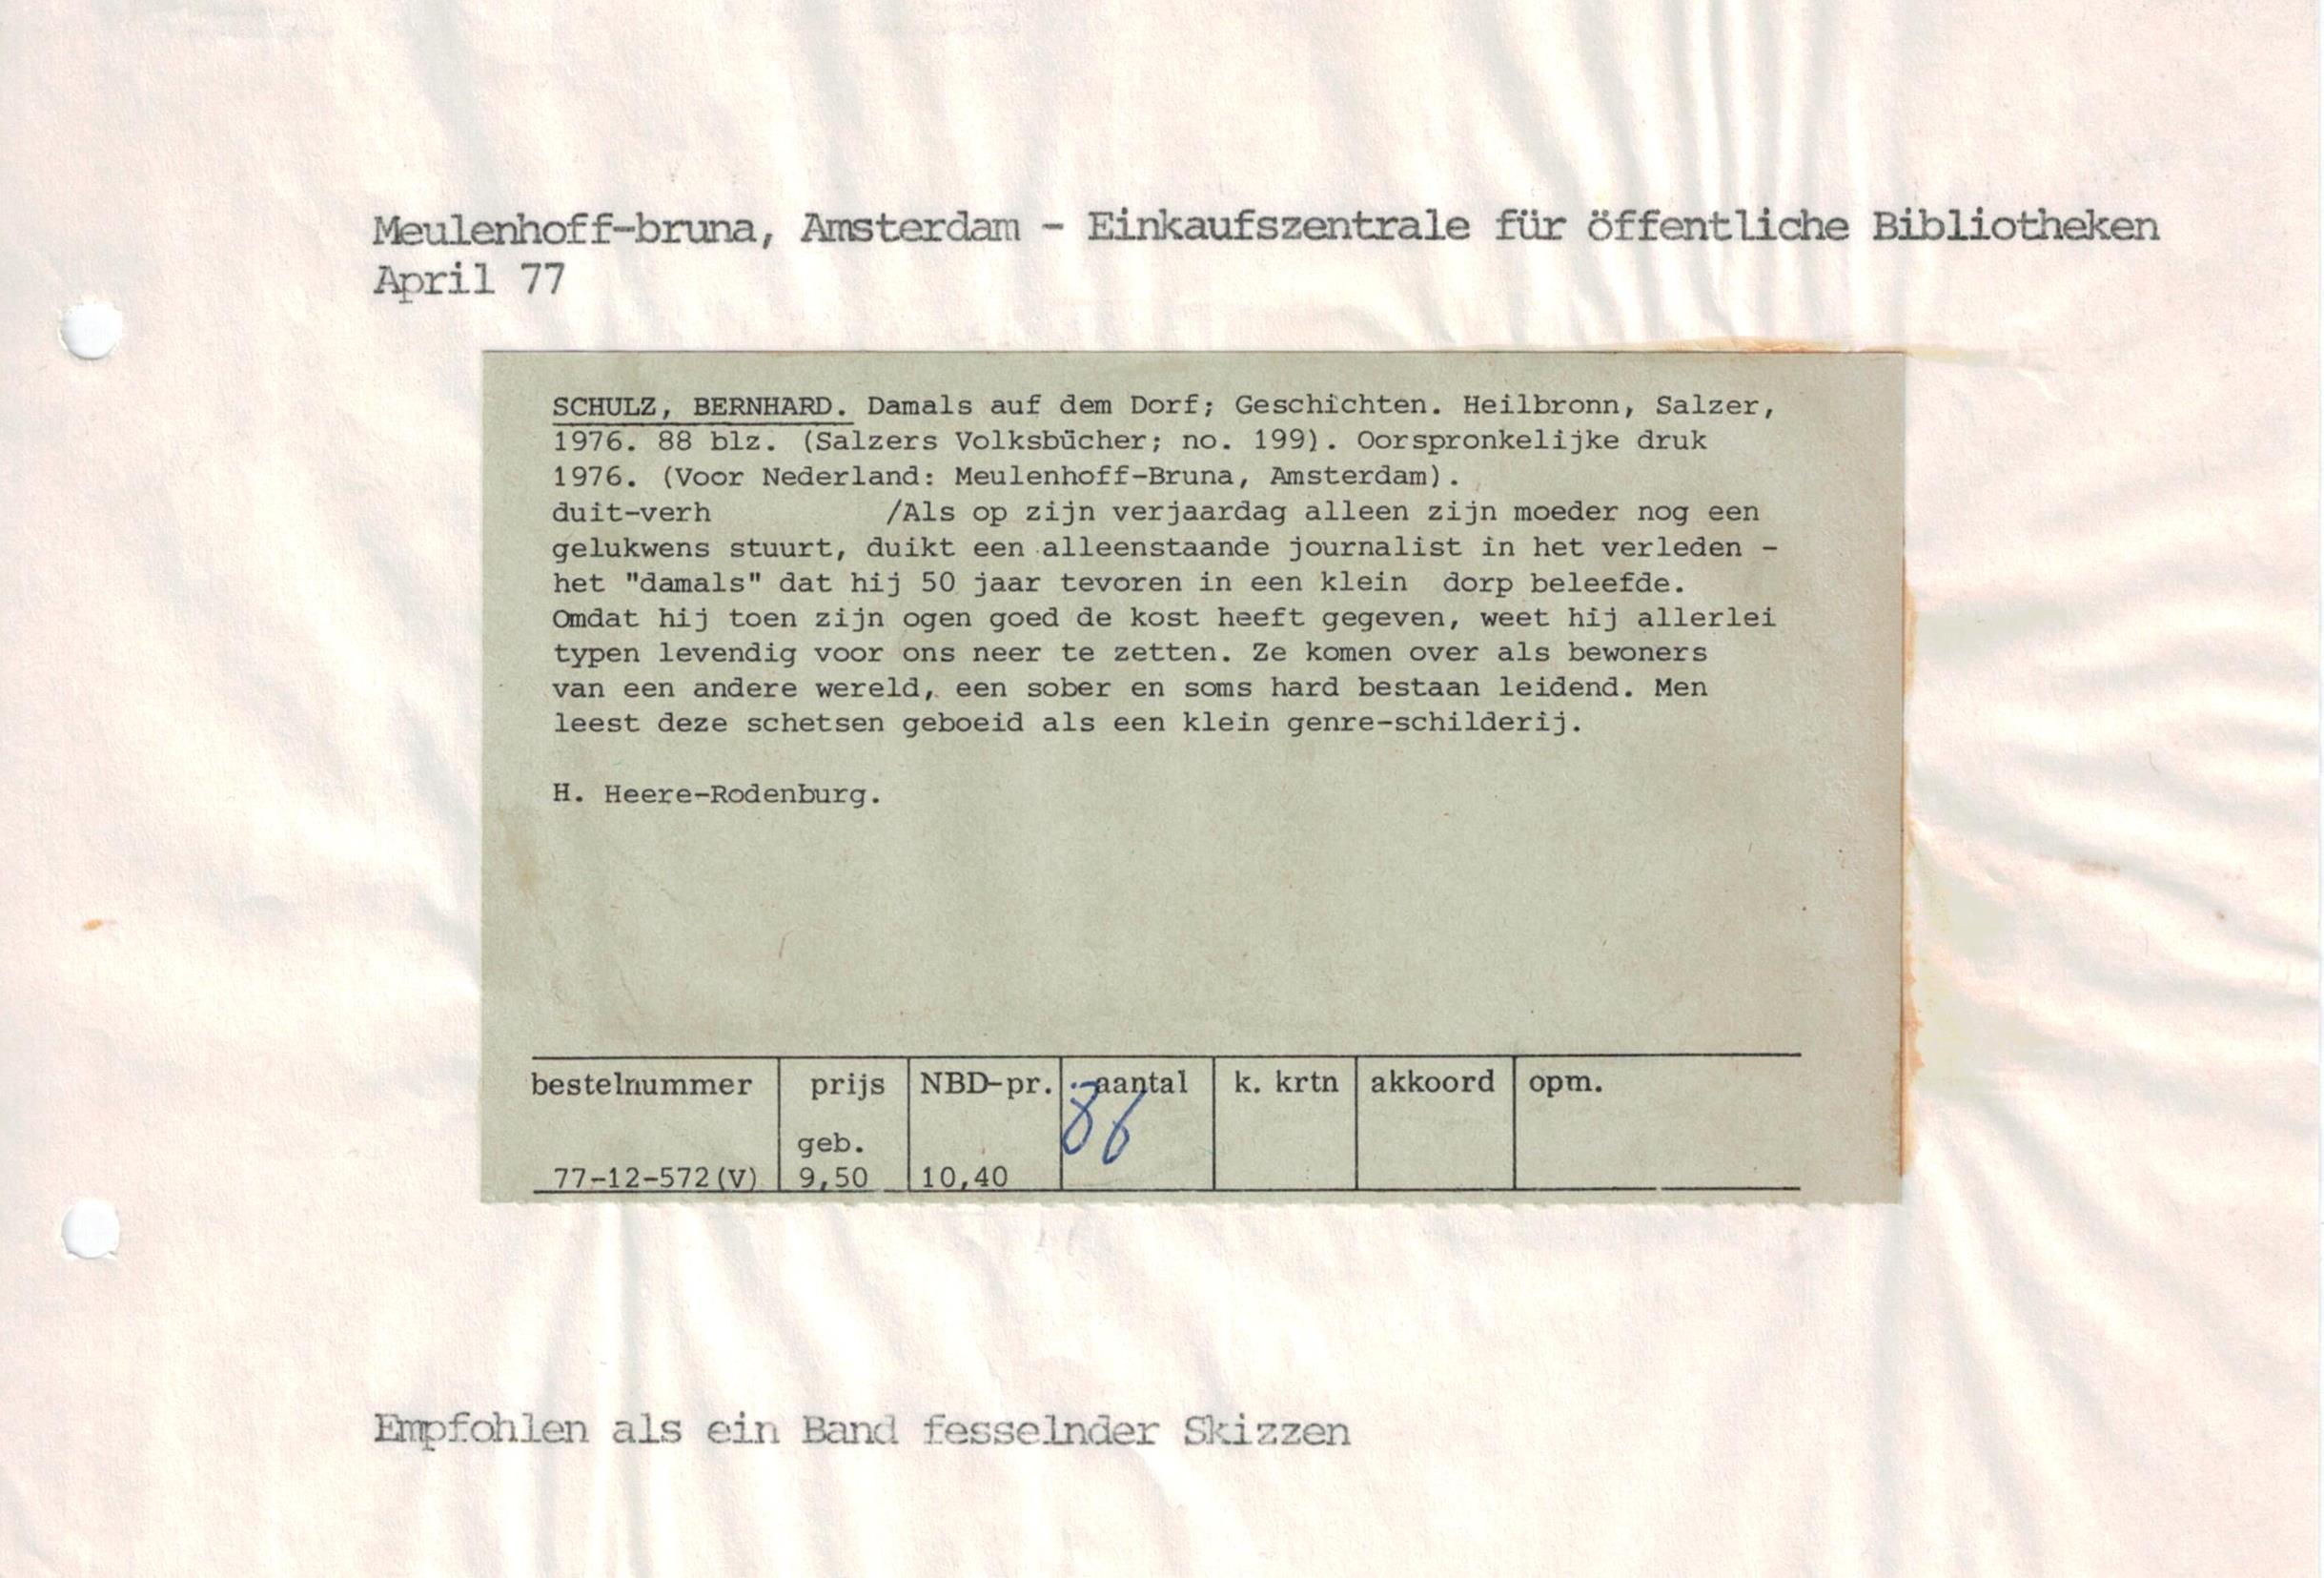 Meulenhoff-bruna, Amsterdam - Einkaufszentrale für öffentliche Bibliotheken
April 77
SCHULZ, BERNHARD. Damals auf dem Dorf; Geschichten. Heilbronn, Salzer,
1976. 88 blz. (Salzers Volksbücher; no. 199). Oorspronkelijke druk
1976. (Voor Nederland: Meulenhoff-Bruna, Amsterdam).
duit-verh /Als op zijn verjaardag alleen zijn moeder nog een
gelukwens stuurt, duikt een alleenstaande journalist in het verleden -
het "damals" dat hij 50 jaar tevoren in een klein dorp beleefde.
Omdat hij toen zijn ogen goed de kost heeft gegeven, weet hij allerlei
typen levendig voor ons neer te zetten. Ze komen over als bewoners
van een andere wereld, een sober en soms hard bestaan leidend. Men
leest deze schetsen geboeid als een klein genre-schilderij.
H. Heere-Rodenburg.
bestelnummer prijs NBD-pr. aantal k. krtn akkoord opm.
86
geb.
77-12-572(V) 9,50 10,40
Empfohlen als ein Band fesselnder Skizzen